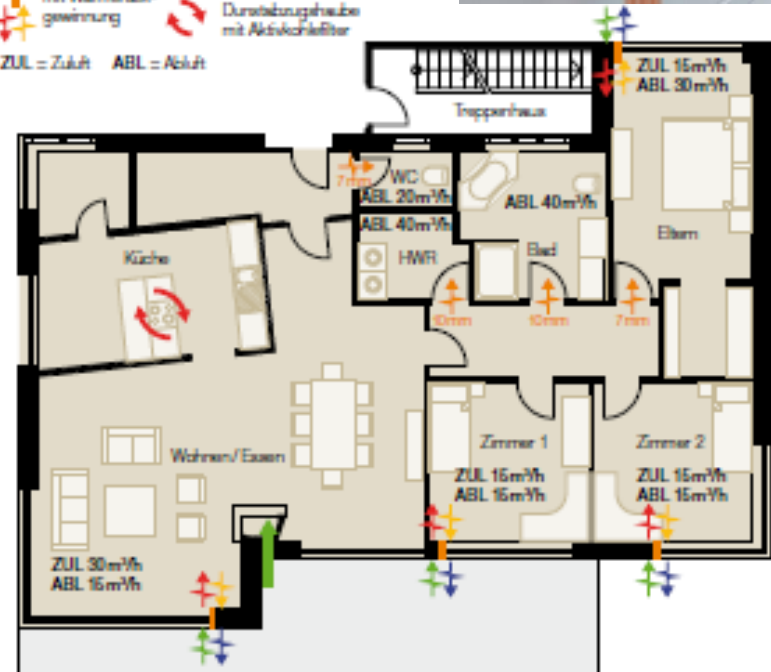 gewinnung
Dunstabzugshaube
mit Aktivkohlefilter
ZUL = Zuluft ABL = Abluft
ZUL 15m³/h
ABL 30m³/h
Treppenhaus
7mm
WC
ABL 20m³/h
ABL 40m³/h
ABL 40m³/h
Eltern
HWR
Bad
Küche
10mm
10mm
7mm
Wohnen/Essen
Zimmer 1
Zimmer 2
ZUL 15m³/h
ABL 15m³/h
ZUL 15m³/h
ABL 15m³/h
ZUL 30m³/h
ABL 15m³/h